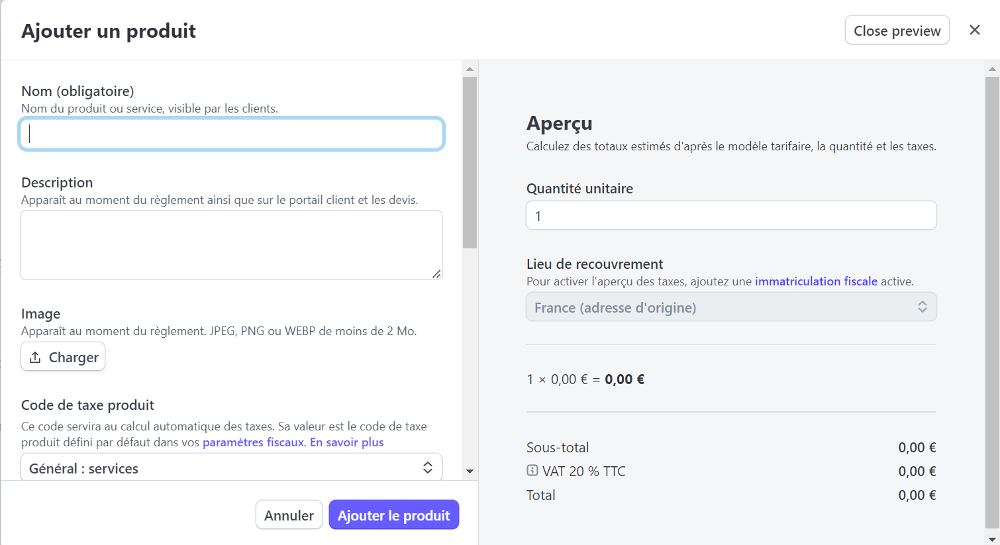 Ajouter un produit
Close preview
Nom (obligatoire)
Nom du produit ou service, visible par les clients.
Description
Apparaît au moment du règlement ainsi que sur le portail client et les devis.
Image
Apparaît au moment du règlement. JPEG, PNG ou WEBP de moins de 2 Mo.
Charger
Code de taxe produit
Ce code servira au calcul automatique des taxes. Sa valeur est le code de taxe
produit défini par défaut dans vos paramètres fiscaux. En savoir plus
Général : services
Annuler
Ajouter le produit
Aperçu
Calculez des totaux estimés d'après le modèle tarifaire, la quantité et les taxes.
Quantité unitaire
1
Lieu de recouvrement
Pour activer l'aperçu des taxes, ajoutez une immatriculation fiscale active.
France (adresse d'origine)
1 × 0,00 € = 0,00 €
Sous-total 0,00 €
VAT 20 % TTC 0,00 €
Total 0,00 €